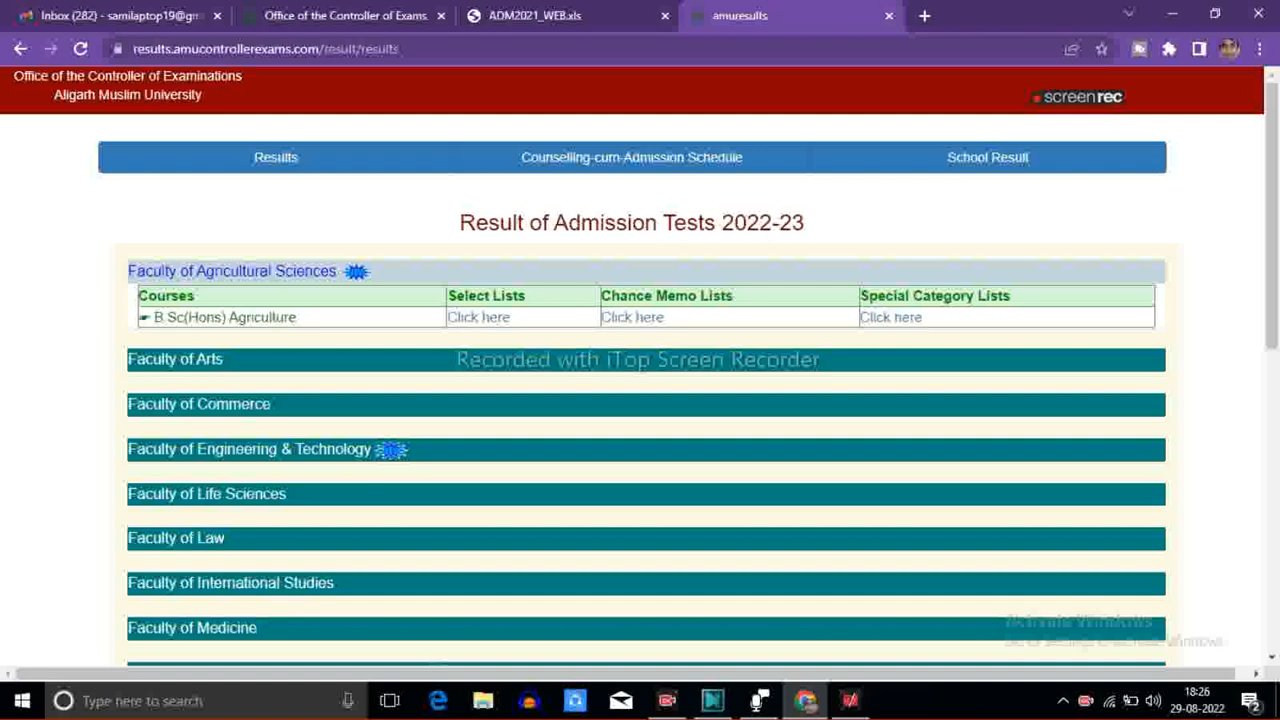 Inbox (282) - samilaptop19@gm
Office of the Controller of Exams.
ADM2021_WEB.xls
amuresults
results.amucontrollerexams.com/result/results
Office of the Controller of Examinations
Aligarh Muslim University
screenrec
Results
Counselling-cum-Admission Schedule
School Result
Result of Admission Tests 2022-23
Faculty of Agricultural Sciences
Courses Select Lists Chance Memo Lists Special Category Lists
B.Sc(Hons) Agriculture Click here Click here Click here
Faculty of Arts
Recorded with iTop Screen Recorder
Faculty of Commerce
Faculty of Engineering & Technology
Faculty of Life Sciences
Faculty of Law
Faculty of International Studies
Faculty of Medicine
Activate Windows
Type here to search
18:26
29-08-2022
2